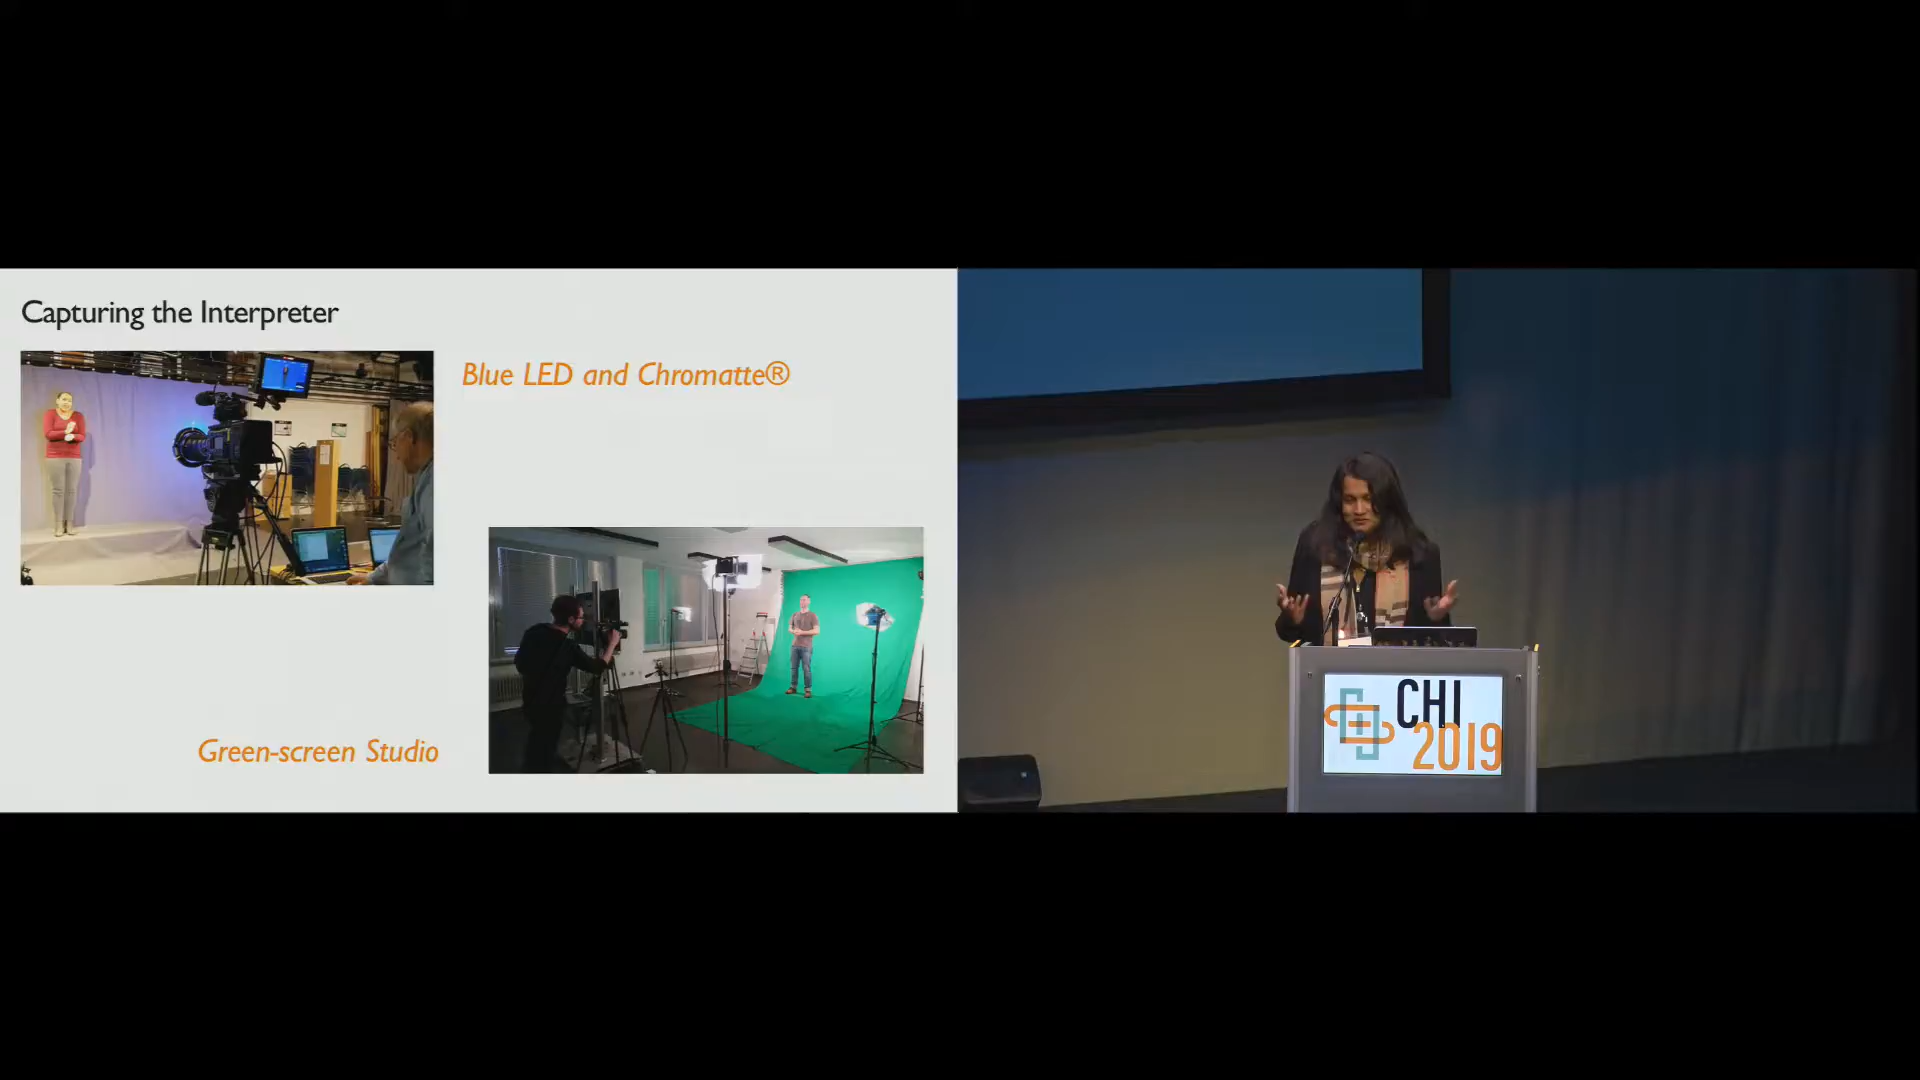 Capturing the Interpreter
Blue LED and Chromatte®
Green-screen Studio
CHI
2019